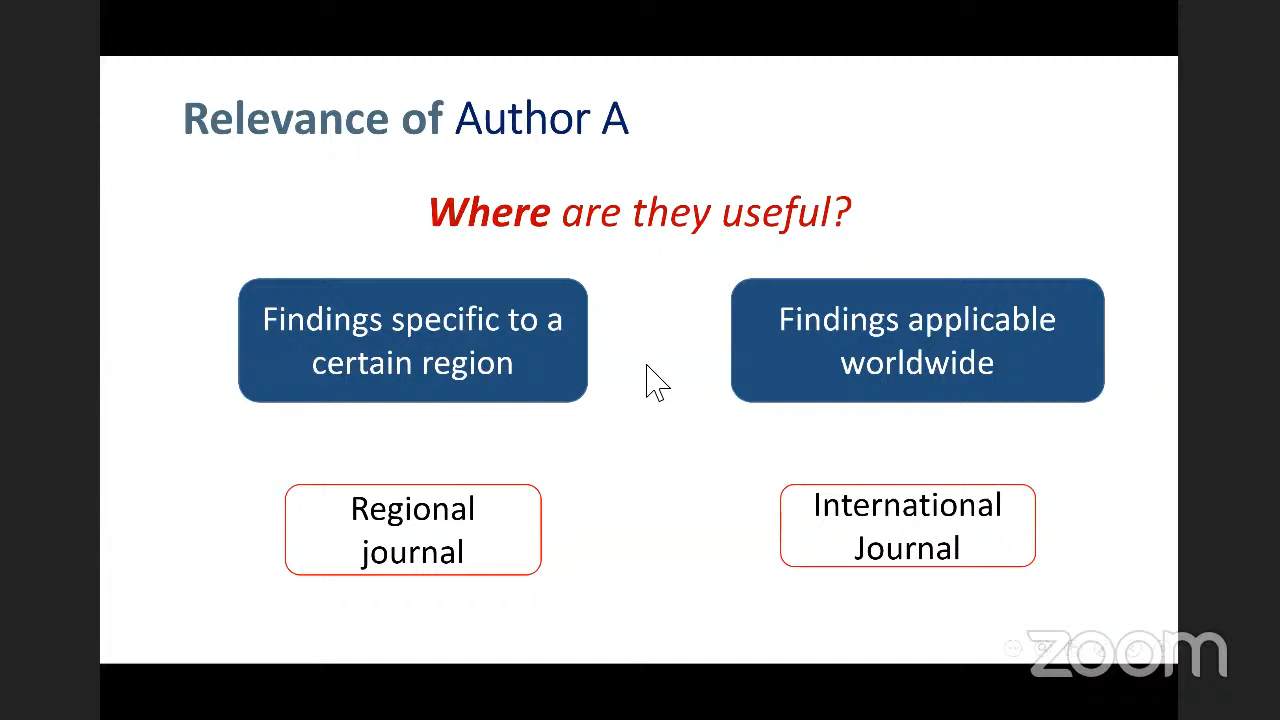 Relevance of Author A
Where are they useful?
Findings specific to a
certain region
Findings applicable
worldwide
Regional
journal
International
Journal
zoom